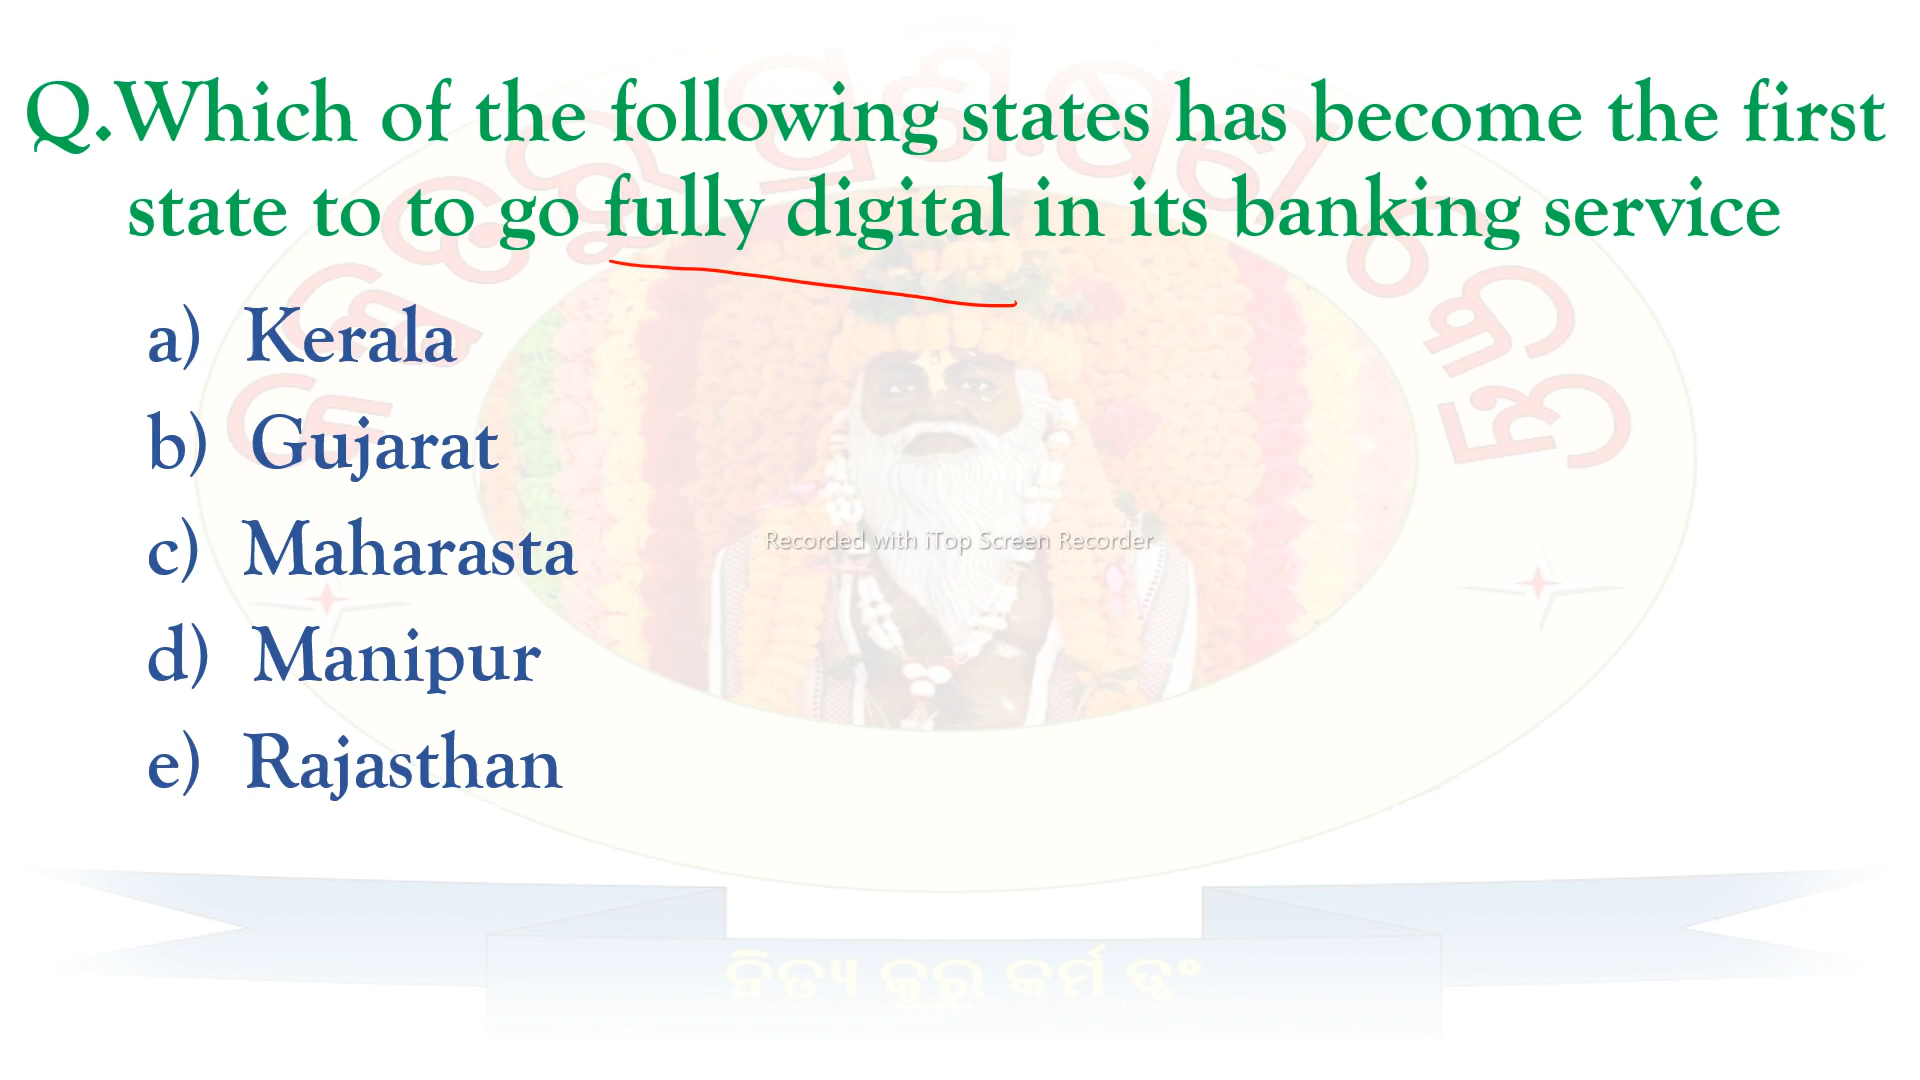 Q.Which of the following states has become the first
state to to go fully digital in its banking service
a) Kerala
b) Gujarat
Recorded with iTop Screen Recorder
c) Maharasta
d) Manipur
e) Rajasthan
ନିତ୍ୟ କୁରୁ କର୍ମ ତ୍ୱଂ